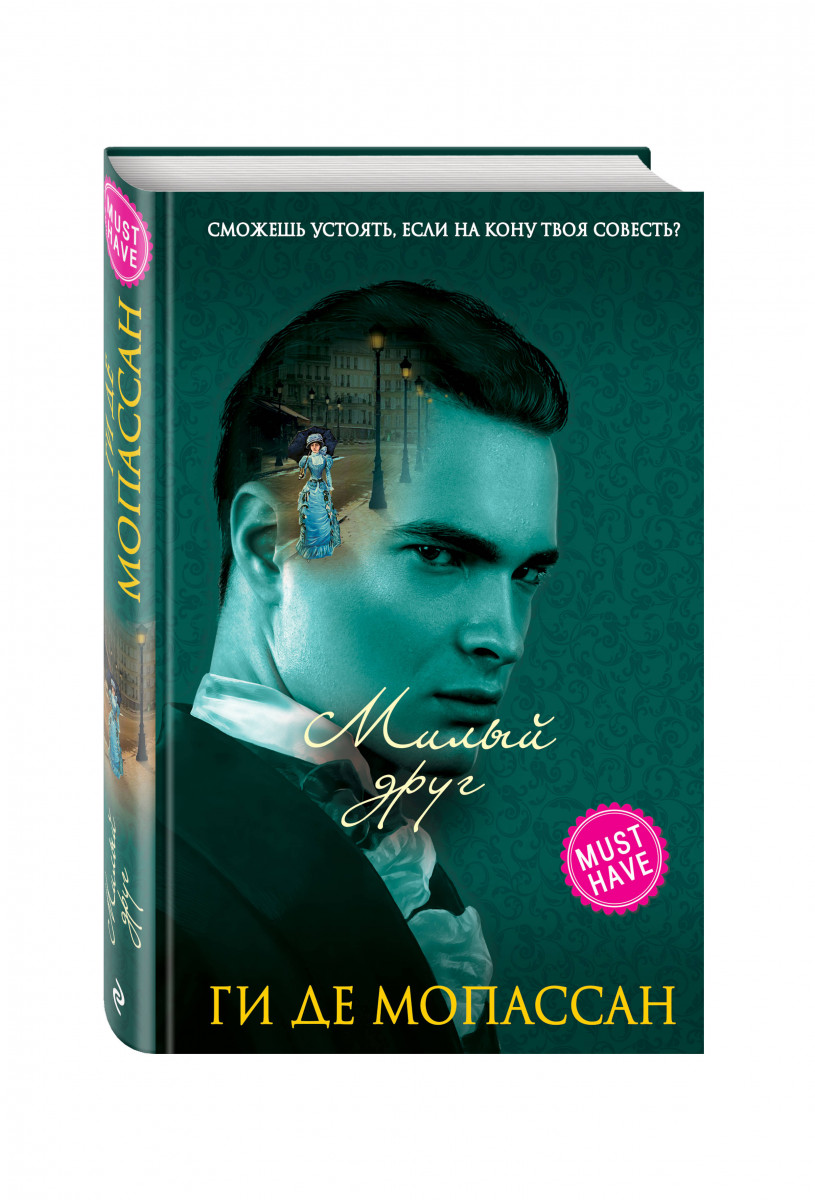 СМОЖЕШЬ УСТОЯТЬ, ЕСЛИ НА КОНУ ТВОЯ СОВЕСТЬ?
Милый
друг
MUST
HAVE
ГИ ДЕ МОПАССАН
MUST
HAVE
ГИ ДЕ
МОПАССАН
Милый
друг